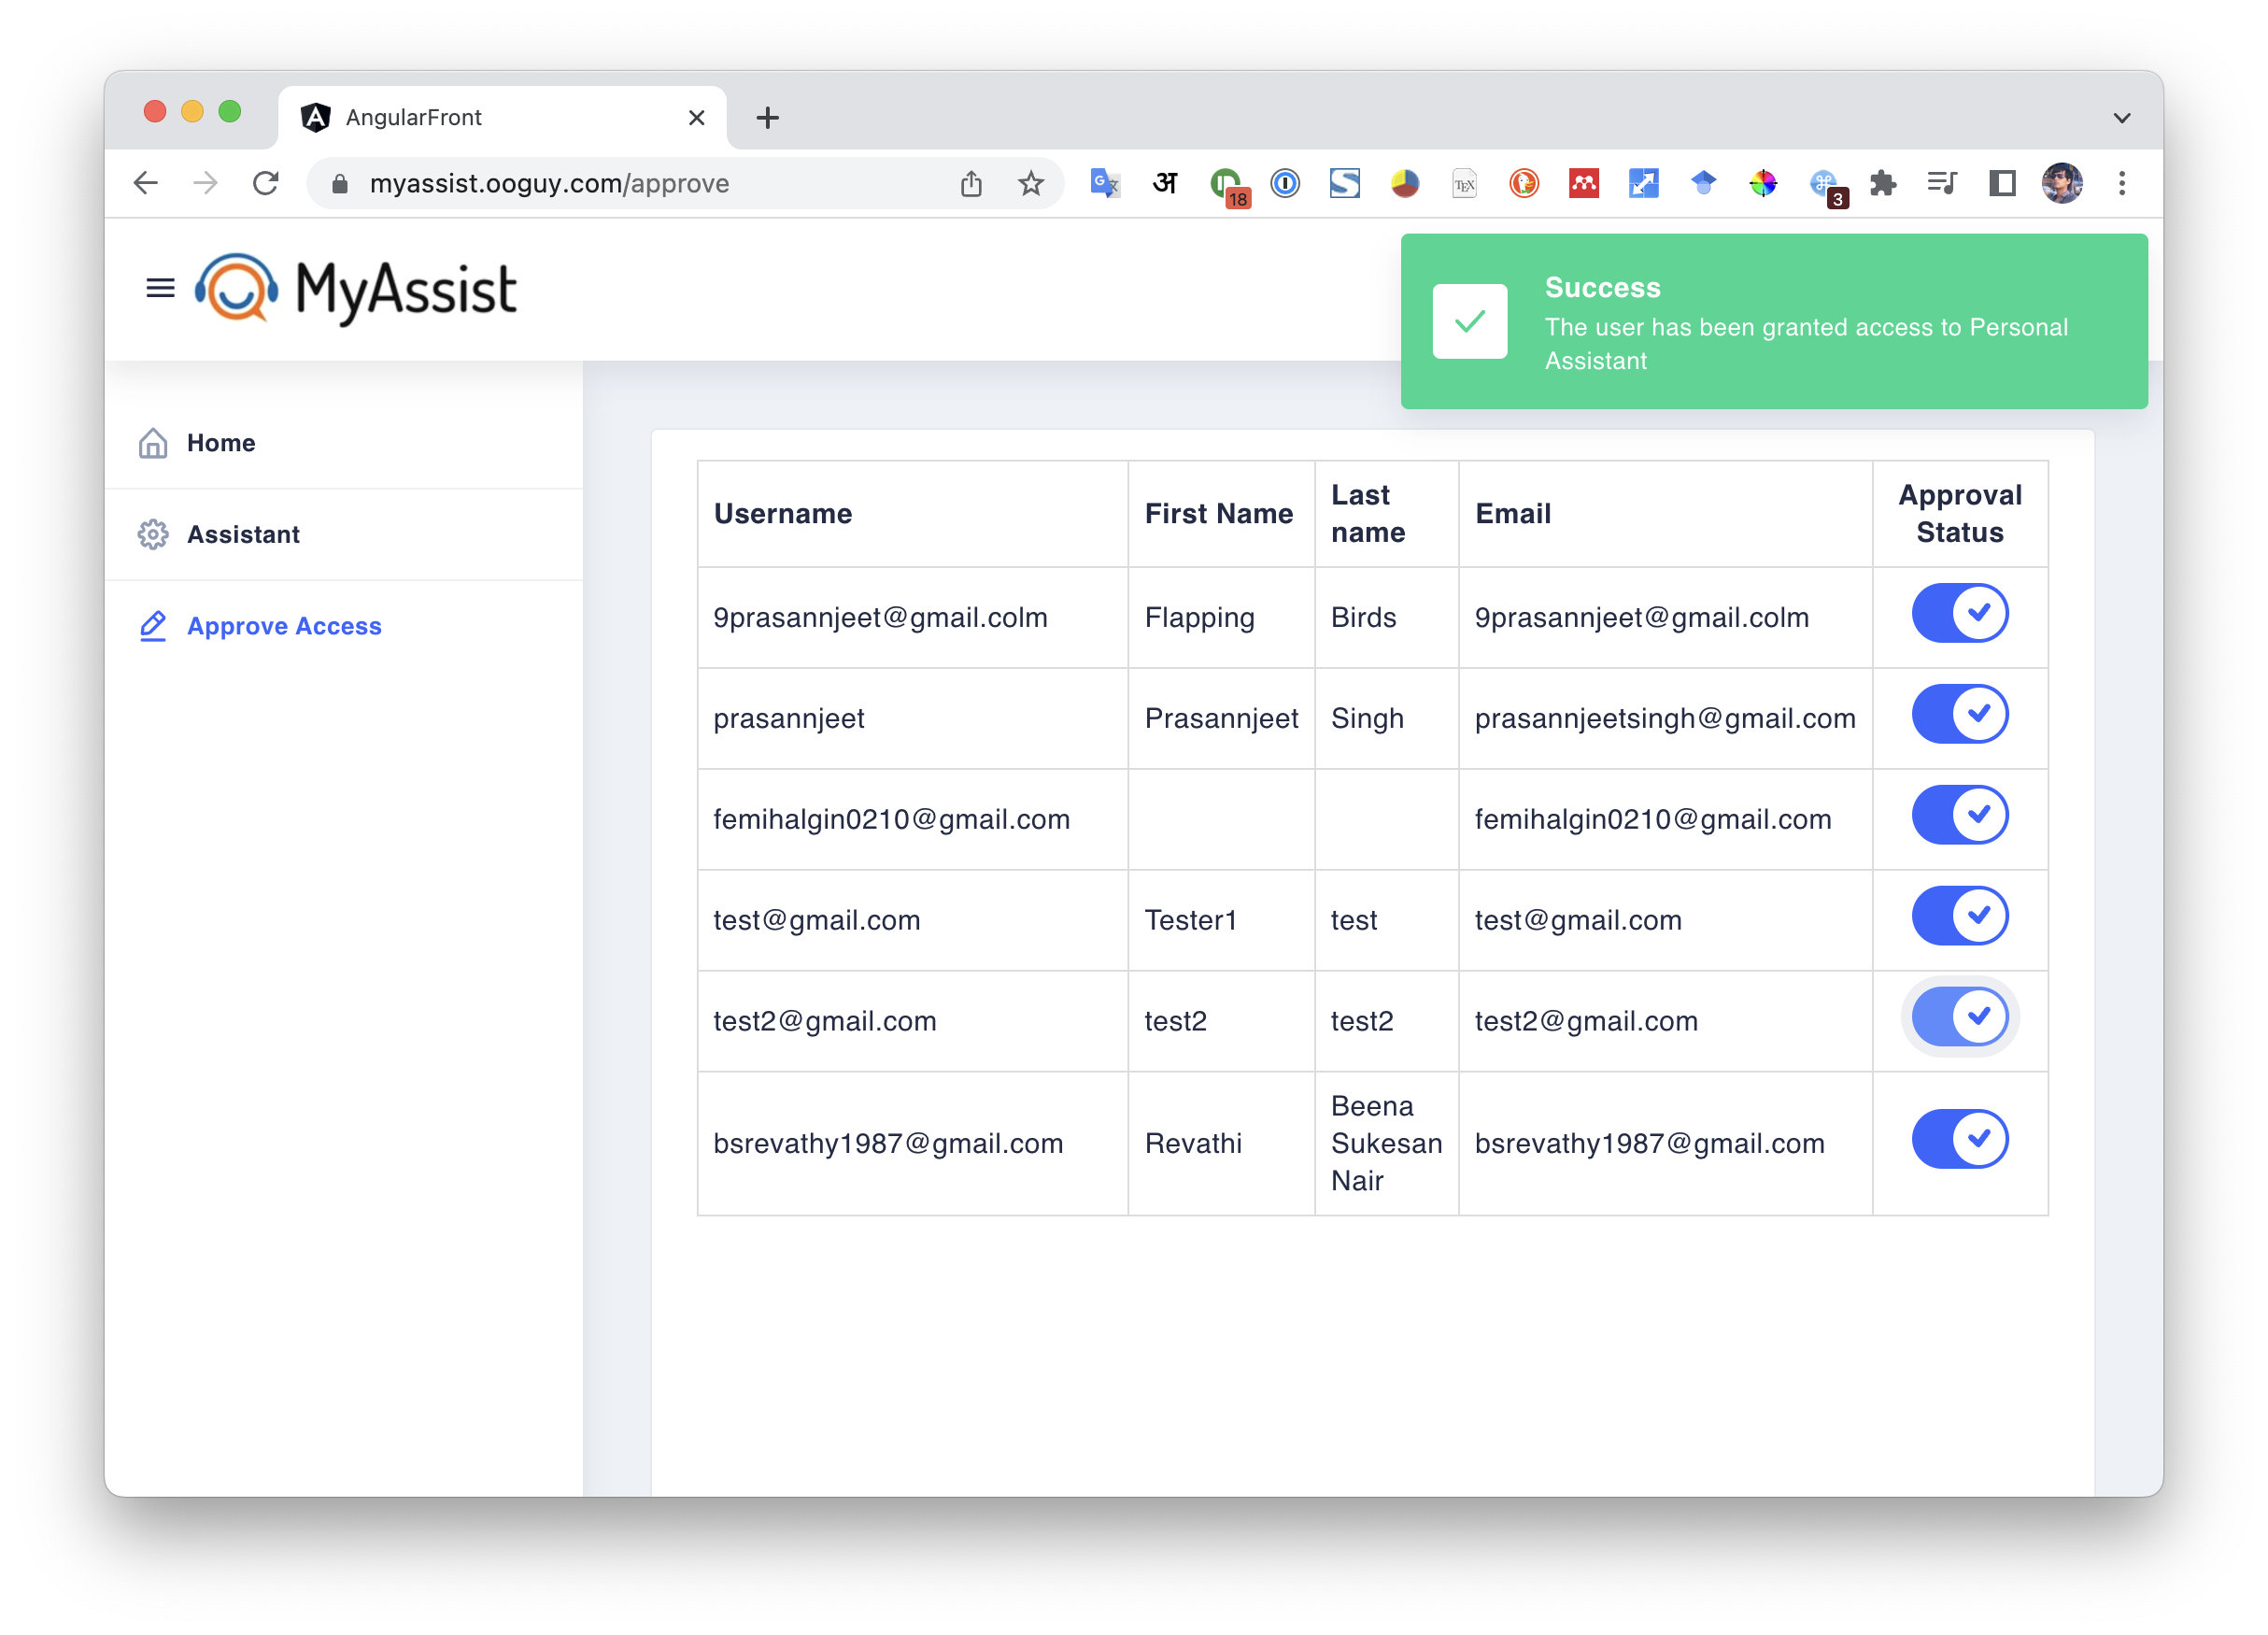 AngularFront
myassist.ooguy.com/approve
अ
18
TEX
3
MyAssist
Success
The user has been granted access to Personal
Assistant
Home
Assistant
Approve Access
Username First Name Last name Email Approval Status
9prasannjeet@gmail.colm Flapping Birds 9prasannjeet@gmail.colm
prasannjeet Prasannjeet Singh prasannjeetsingh@gmail.com
femihalgin0210@gmail.com femihalgin0210@gmail.com
test@gmail.com Tester1 test test@gmail.com
test2@gmail.com test2 test2 test2@gmail.com
bsrevathy1987@gmail.com Revathi Beena Sukesan Nair bsrevathy1987@gmail.com